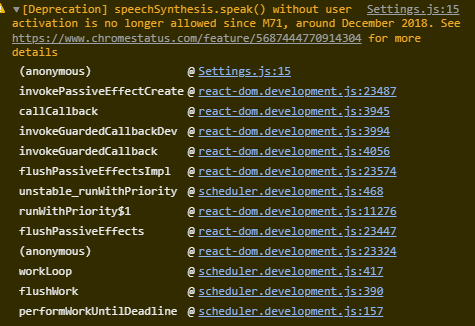 ▼[Deprecation] speechSynthesis.speak() without user Settings.js:15
activation is no longer allowed since M71, around December 2018. See
https://www.chromestatus.com/feature/5687444770914304 for more
details
(anonymous) @ Settings.js:15
invokePassiveEffectCreate @ react-dom.development.js:23487
callCallback @ react-dom.development.js:3945
invokeGuardedCallbackDev @ react-dom.development.js:3994
invokeGuardedCallback @ react-dom.development.js:4056
flushPassiveEffectsImpl @ react-dom.development.js:23574
unstable_runWithPriority @ scheduler.development.js:468
runWithPriority$1 @ react-dom.development.js:11276
flushPassiveEffects @ react-dom.development.js:23447
(anonymous) @ react-dom.development.js:23324
workLoop @ scheduler.development.js:417
flushWork @ scheduler.development.js:390
performWorkUntilDeadline @ scheduler.development.js:157